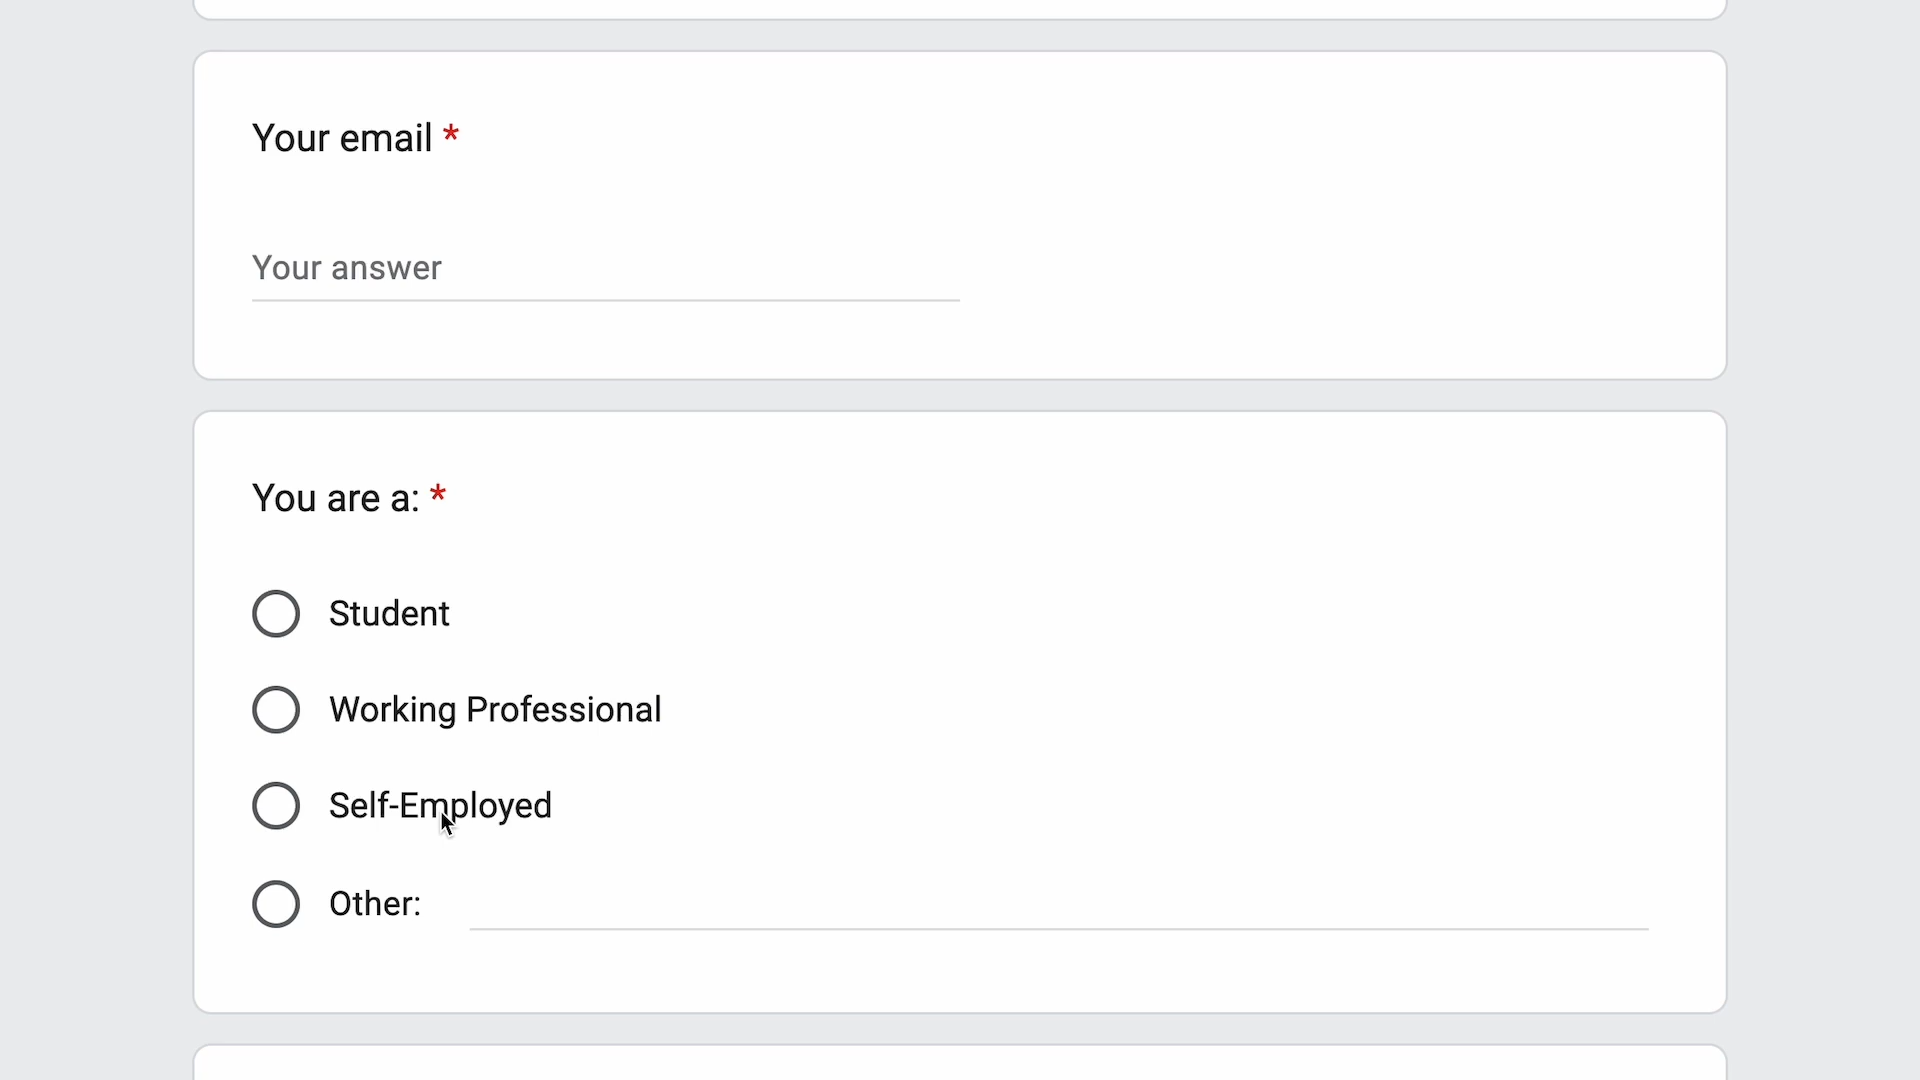 Your email *
Your answer
You are a: *
Student
Working Professional
Self-Employed
Other: